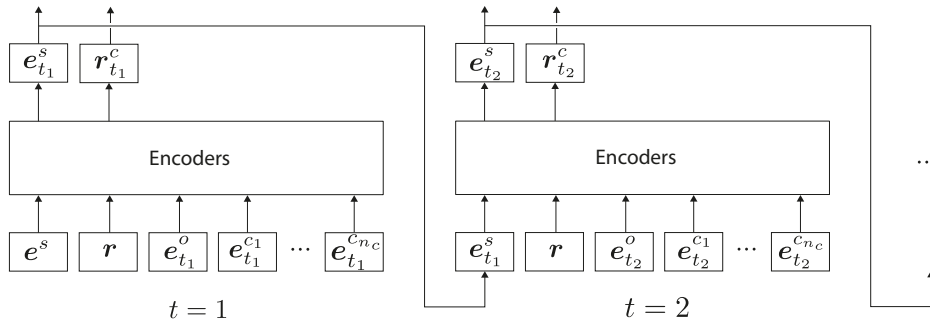 e^s_{t_1} r^c_{t_1} e^s_{t_2} r^c_{t_2}
Encoders Encoders ...
e^s r e^o_{t_1} e^{c_1}_{t_1} ... e^{c_{n_c}}_{t_1} e^s_{t_1} r e^o_{t_2} e^{c_1}_{t_2} ... e^{c_{n_c}}_{t_2}
t = 1 t = 2